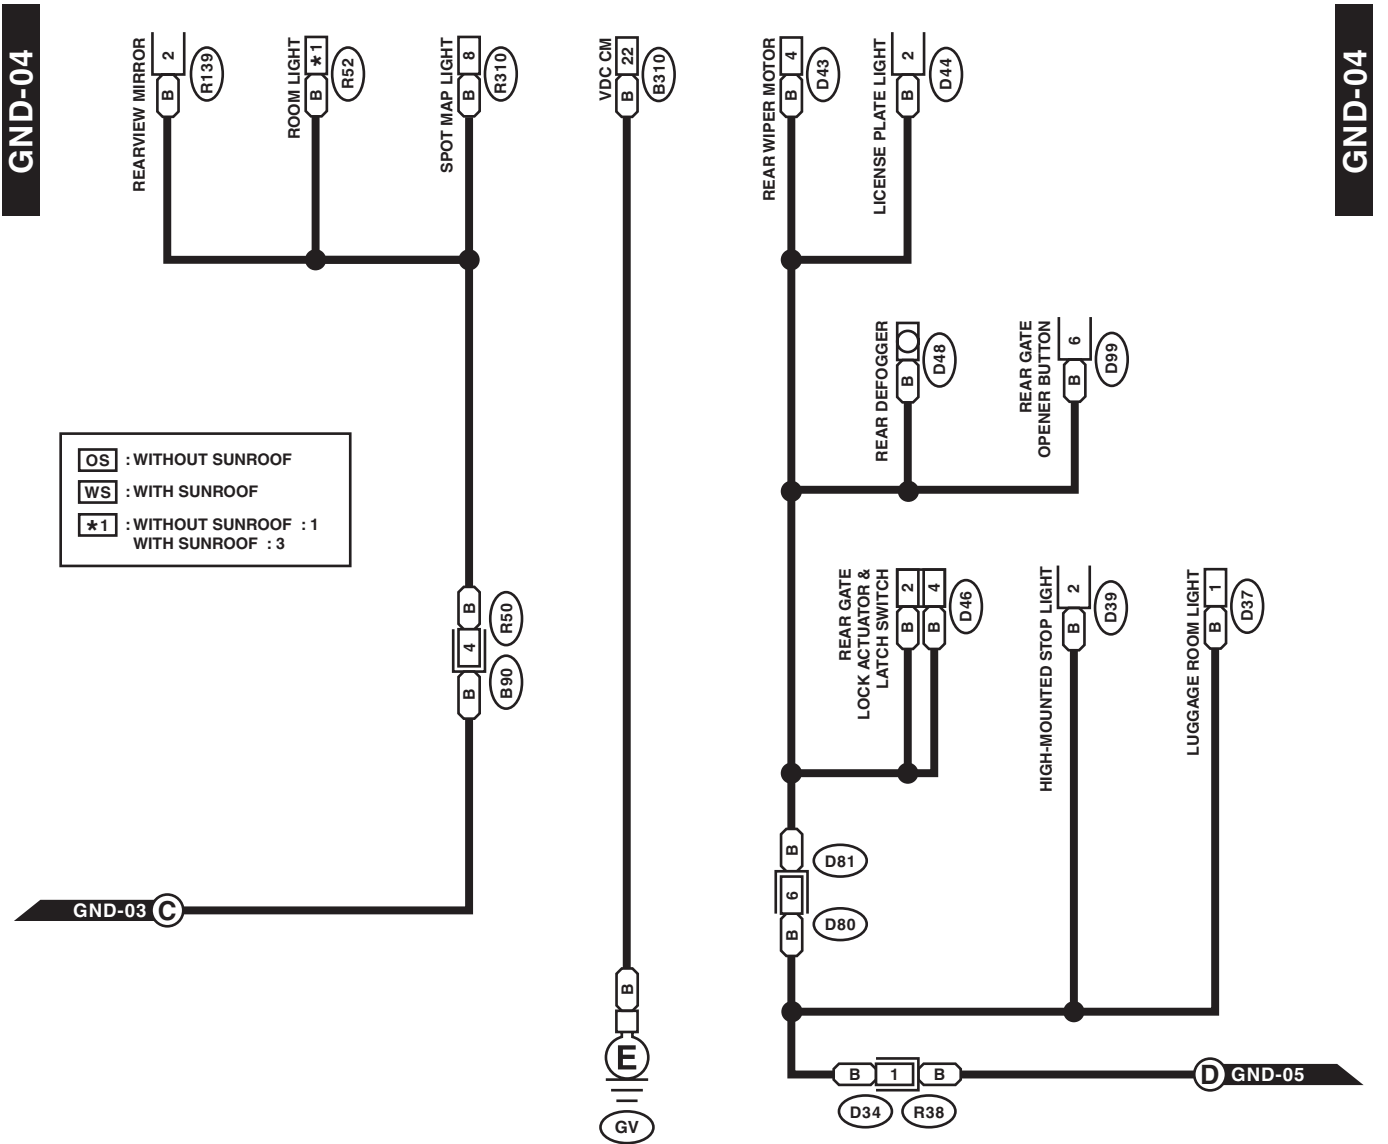 GND-04
GND-04
REARVIEW MIRROR
2
B
R139
ROOM LIGHT
*1
B
R52
SPOT MAP LIGHT
8
B
R310
VDC CM
22
B
B310
REAR WIPER MOTOR
4
B
D43
LICENSE PLATE LIGHT
2
B
D44
REAR DEFOGGER
B
D48
REAR GATE
OPENER BUTTON
6
B
D99
OS : WITHOUT SUNROOF
WS : WITH SUNROOF
*1 : WITHOUT SUNROOF : 1
WITH SUNROOF : 3
B
R50
4
B90
B
REAR GATE
LOCK ACTUATOR &
LATCH SWITCH
2
4
B
B
D46
HIGH-MOUNTED STOP LIGHT
2
B
D39
LUGGAGE ROOM LIGHT
1
B
D37
B
D81
6
D80
B
GND-03 C
B
E
GV
B 1 B
D34 R38
D GND-05